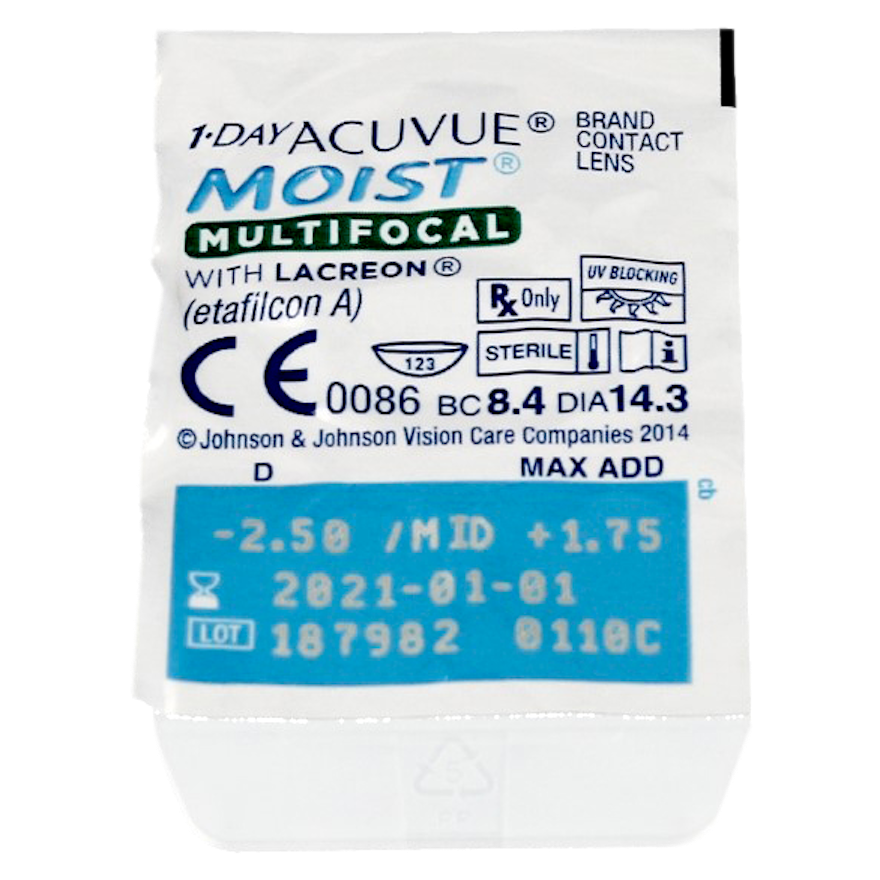 1·DAY ACUVUE® BRAND CONTACT LENS
MOIST®
MULTIFOCAL
WITH LACREON®
(etafilcon A)
Rx Only
UV BLOCKING
CE 0086
123
STERILE
i
BC 8.4 DIA 14.3
©Johnson & Johnson Vision Care Companies 2014
D MAX ADD
cb
-2.50 /MID +1.75
2021-01-01
LOT 187982 0110C
5
PP